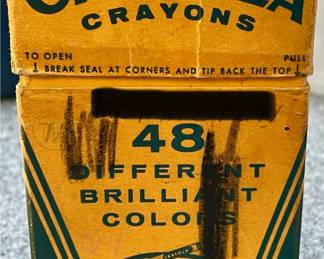 CRAYONS
TO OPEN PULL
↓ BREAK SEAL AT CORNERS AND TIP BACK THE TOP ↓
48
DIFFERENT
BRILLIANT
COLORS